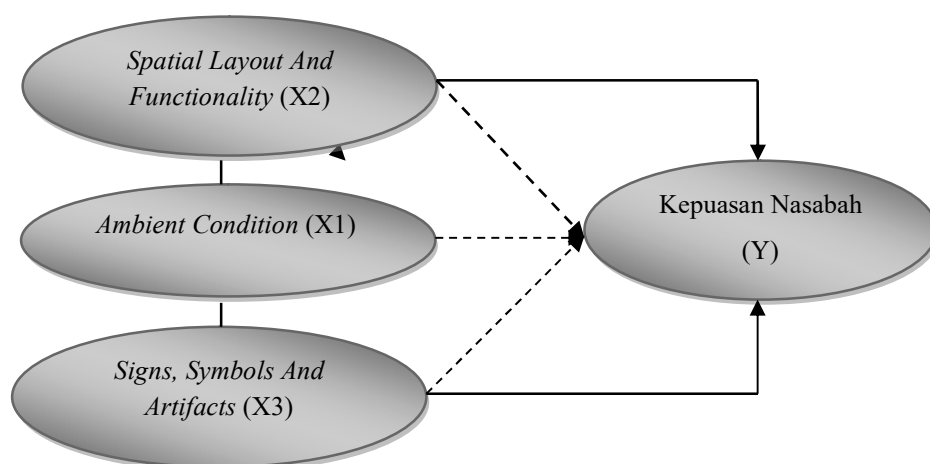 Spatial Layout And
Functionality (X2)
Ambient Condition (X1)
Kepuasan Nasabah
(Y)
Signs, Symbols And
Artifacts (X3)